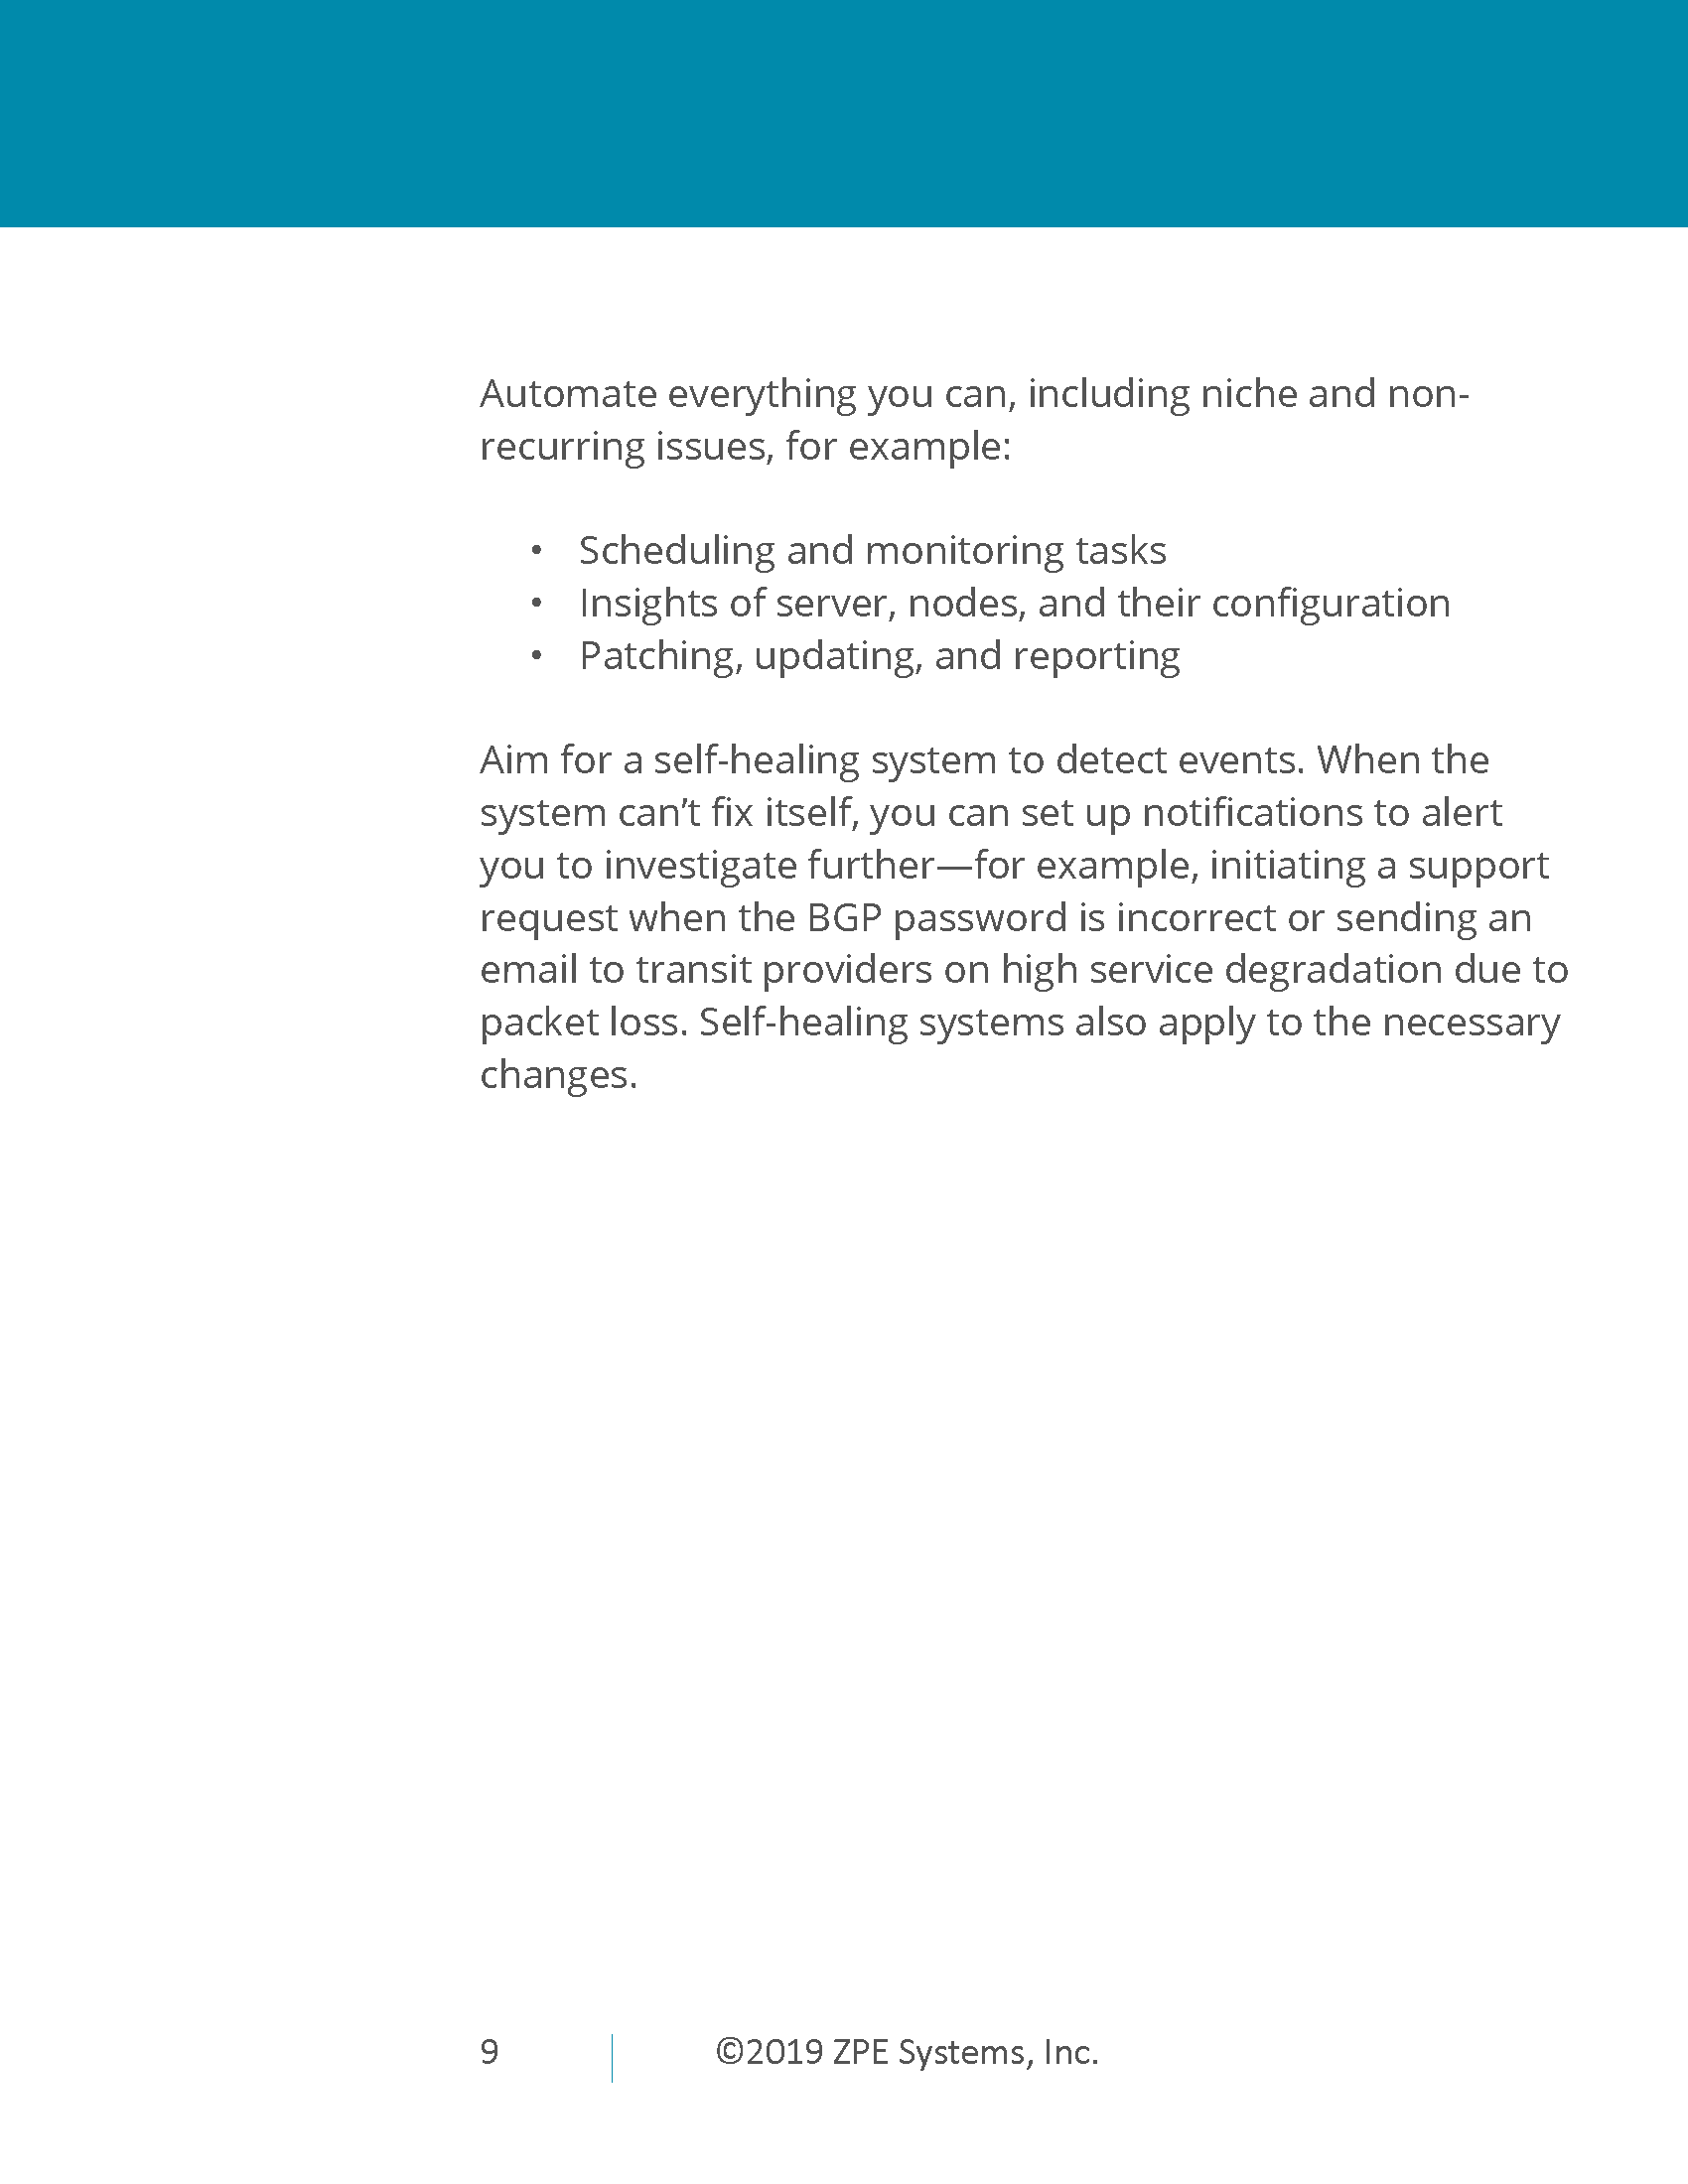 Automate everything you can, including niche and non-
recurring issues, for example:
• Scheduling and monitoring tasks
• Insights of server, nodes, and their configuration
• Patching, updating, and reporting
Aim for a self-healing system to detect events. When the
system can’t fix itself, you can set up notifications to alert
you to investigate further—for example, initiating a support
request when the BGP password is incorrect or sending an
email to transit providers on high service degradation due to
packet loss. Self-healing systems also apply to the necessary
changes.
9 ©2019 ZPE Systems, Inc.